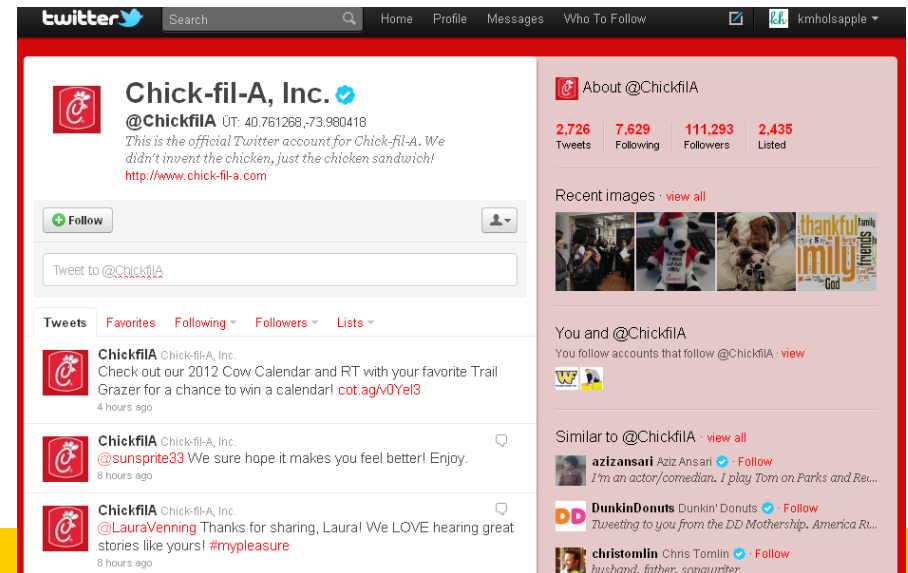 twitter
Search
Home Profile Messages Who To Follow
kmholsapple
Chick-fil-A, Inc.
@ChickfilA ÜT: 40.761268,-73.980418
This is the official Twitter account for Chick-fil-A. We
didn't invent the chicken, just the chicken sandwich!
http://www.chick-fil-a.com
Follow
Tweet to @ChickfilA
Tweets Favorites Following Followers Lists
ChickfilA Chick-fil-A, Inc.
Check out our 2012 Cow Calendar and RT with your favorite Trail
Grazer for a chance to win a calendar! cot.ag/v0Yel3
4 hours ago
ChickfilA Chick-fil-A, Inc.
@sunsprite33 We sure hope it makes you feel better! Enjoy.
8 hours ago
ChickfilA Chick-fil-A, Inc.
@LauraVenning Thanks for sharing, Laura! We LOVE hearing great
stories like yours! #mypleasure
8 hours ago
About @ChickfilA
2,726 7,629 111,293 2,435
Tweets Following Followers Listed
Recent images · view all
thankful family
imily friends
God
You and @ChickfilA
You follow accounts that follow @ChickfilA · view
WF
Similar to @ChickfilA · view all
azizansari Aziz Ansari · Follow
I'm an actor/comedian. I play Tom on Parks and Re...
DD
DunkinDonuts Dunkin' Donuts · Follow
Tweeting to you from the DD Mothership. America Ru...
christomlin Chris Tomlin · Follow
husband, father, songwriter